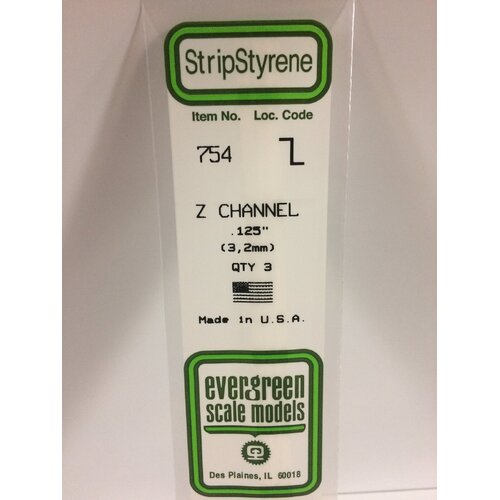 StripStyrene
Item No. Loc. Code
754
Z CHANNEL
.125"
(3,2mm)
QTY 3
Made in U.S.A.
evergreen
scale models
Des Plaines, IL 60018